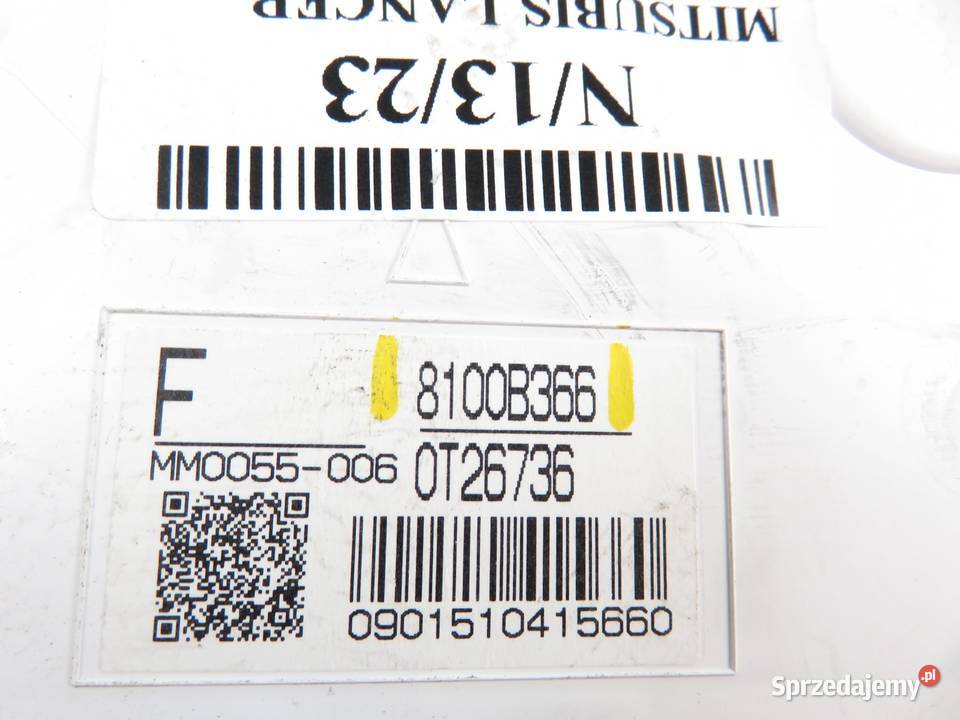 MITSUBIS LANCER
N/13/23
F
8100B366
MM0055-006
0T26736
0901510415660
Sprzedajemy.pl